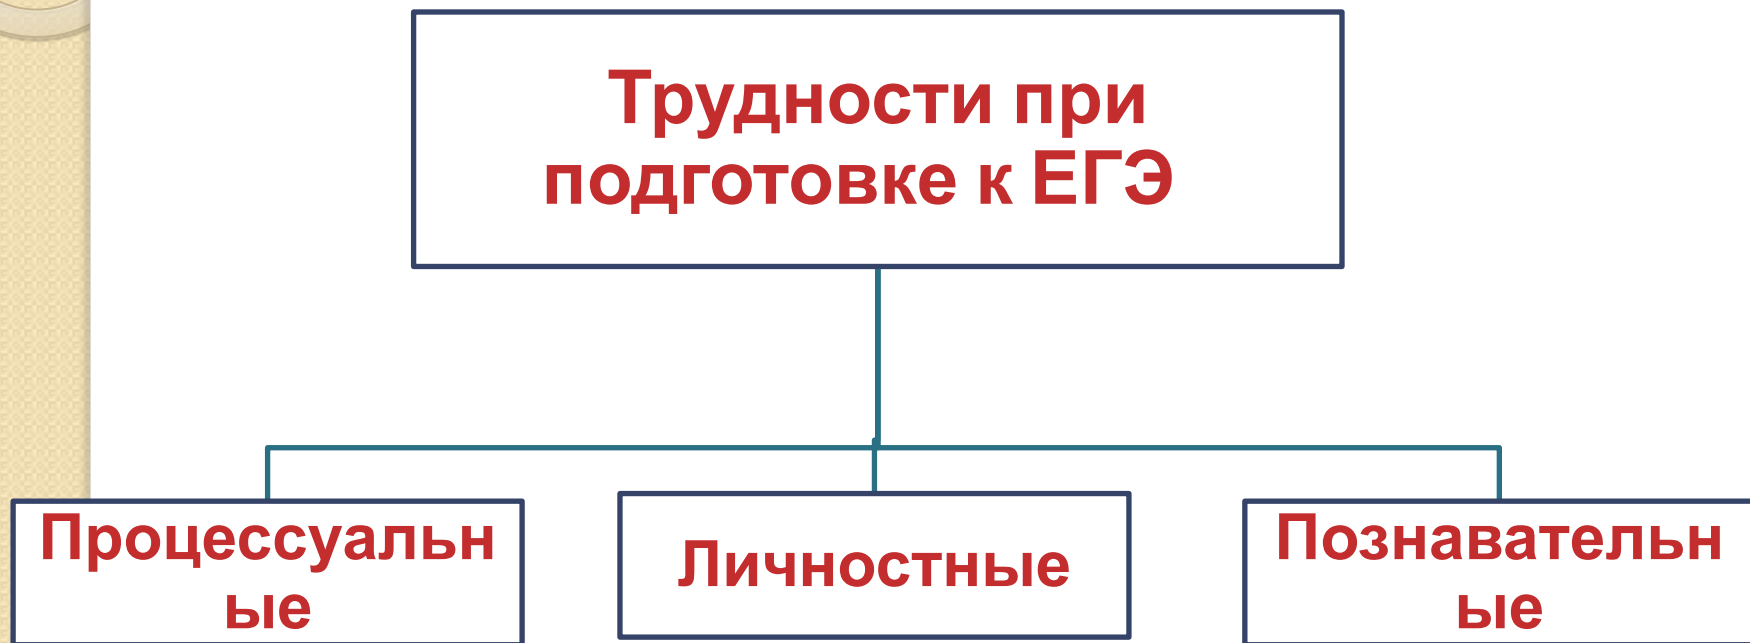 Трудности при
подготовке к ЕГЭ
Процессуальн
ые
Личностные
Познавательн
ые